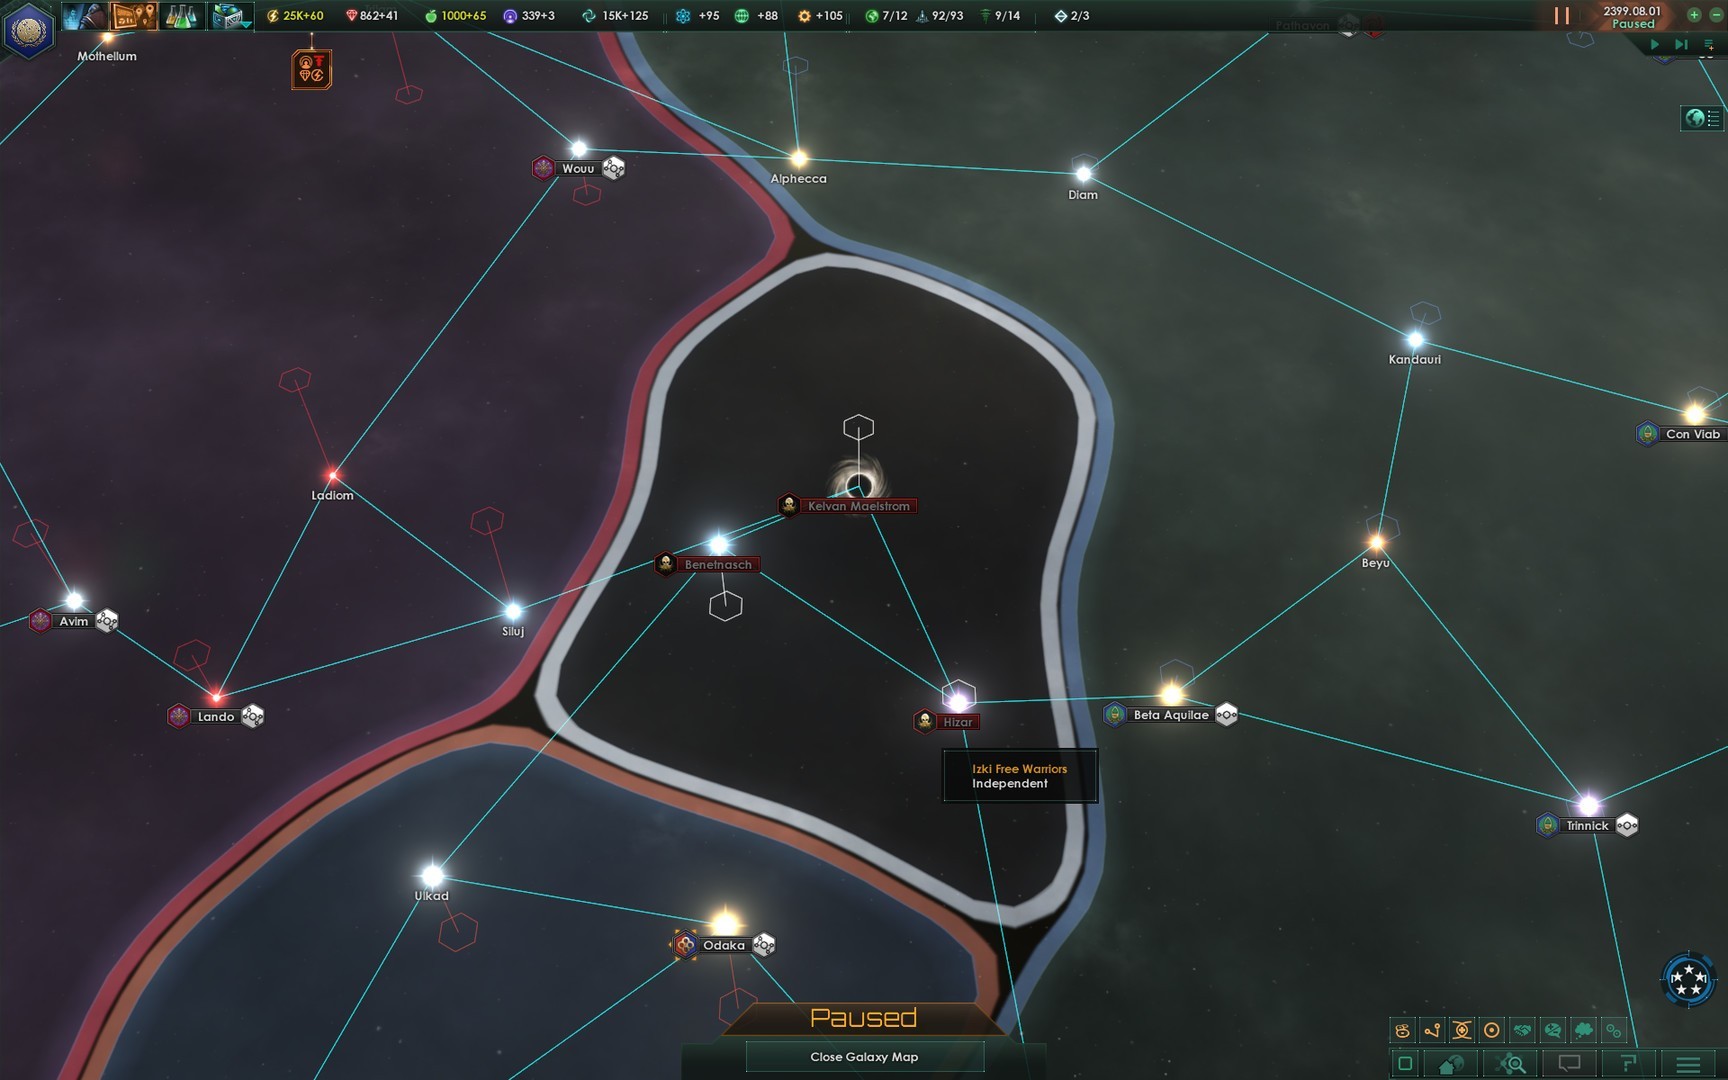 25K+60
862+41
1000+65
339+3
15K+125
+95
+88
+105
7/12
92/93
9/14
2/3
2399.08.01
Paused
Pathavon
Mothellum
Wouu
Alphecca
Diam
Kandauri
Con Viab
Ladiom
Kelvan Maelstrom
Benetnasch
Beyu
Avim
Siluj
Lando
Hizar
Beta Aquilae
Izki Free Warriors
Independent
Trinnick
Ulkad
Odaka
Paused
Close Galaxy Map